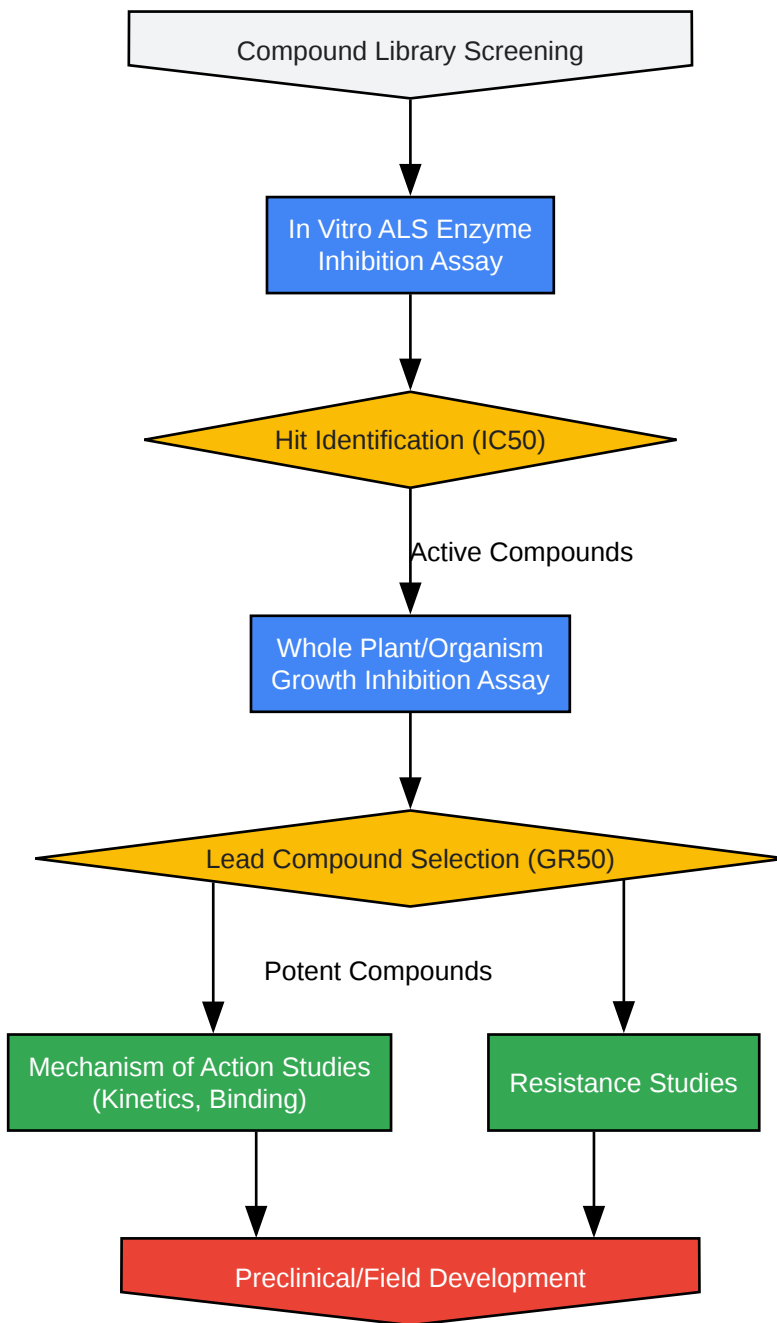 Compound Library Screening
In Vitro ALS Enzyme
Inhibition Assay
Hit Identification (IC50)
Active Compounds
Whole Plant/Organism
Growth Inhibition Assay
Lead Compound Selection (GR50)
Potent Compounds
Mechanism of Action Studies
(Kinetics, Binding)
Resistance Studies
Preclinical/Field Development